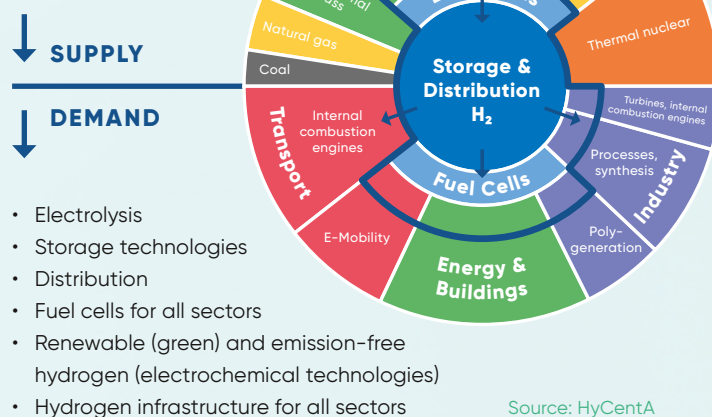 Natural gas
Coal
Thermal nuclear
SUPPLY
DEMAND
Storage &
Distribution
H₂
Transport
Internal
combustion
engines
E-Mobility
Fuel Cells
Energy &
Buildings
Turbines, internal
combustion engines
Processes,
synthesis
Industry
Poly-
generation
• Electrolysis
• Storage technologies
• Distribution
• Fuel cells for all sectors
• Renewable (green) and emission-free
hydrogen (electrochemical technologies)
• Hydrogen infrastructure for all sectors
Source: HyCentA